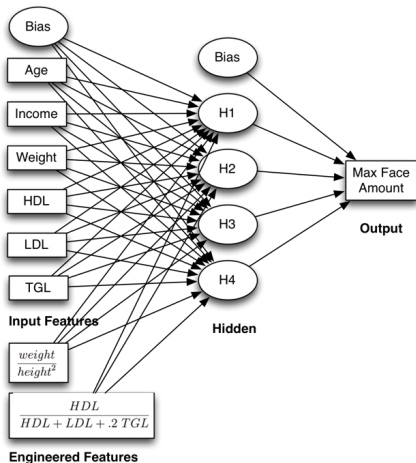 Bias
Age
Income
Weight
HDL
LDL
TGL
Input Features
weight
height²
HDL
HDL + LDL + .2 TGL
Engineered Features
Bias
H1
H2
H3
H4
Hidden
Max Face
Amount
Output